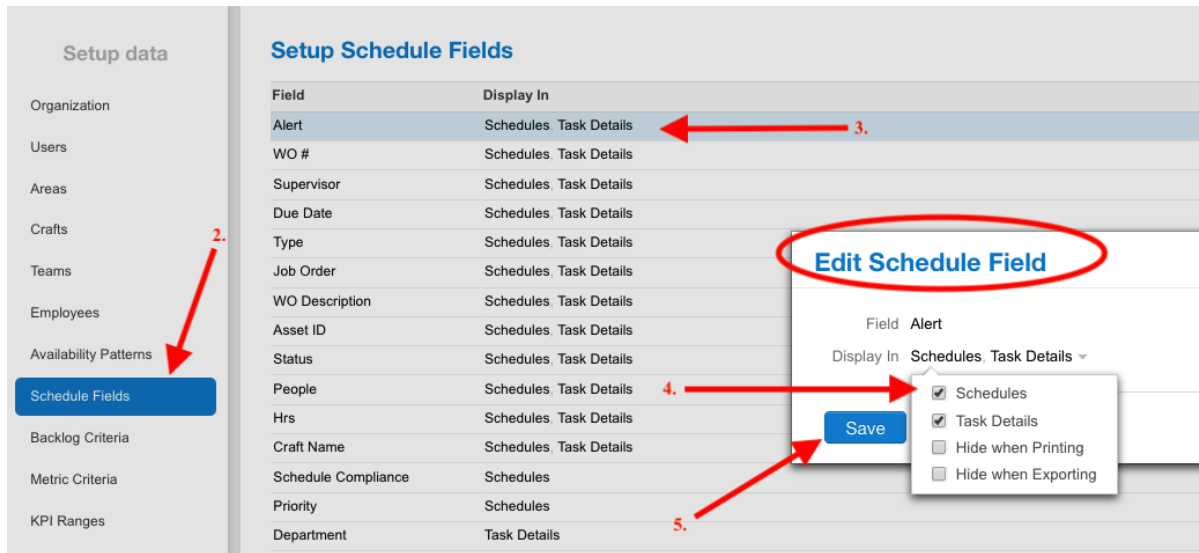 Setup data
Organization
Users
Areas
Crafts
2.
Teams
Employees
Availability Patterns
Schedule Fields
Backlog Criteria
Metric Criteria
KPI Ranges
Setup Schedule Fields
Field Display In
Alert Schedules, Task Details 3.
WO # Schedules, Task Details
Supervisor Schedules, Task Details
Due Date Schedules, Task Details
Type Schedules, Task Details
Job Order Schedules, Task Details
WO Description Schedules, Task Details
Asset ID Schedules, Task Details
Status Schedules, Task Details
People Schedules, Task Details 4.
Hrs Schedules, Task Details
Craft Name Schedules, Task Details
Schedule Compliance Schedules
Priority Schedules
Department Task Details
5.
Edit Schedule Field
Field Alert
Display In Schedules, Task Details
Schedules
Task Details
Hide when Printing
Hide when Exporting
Save